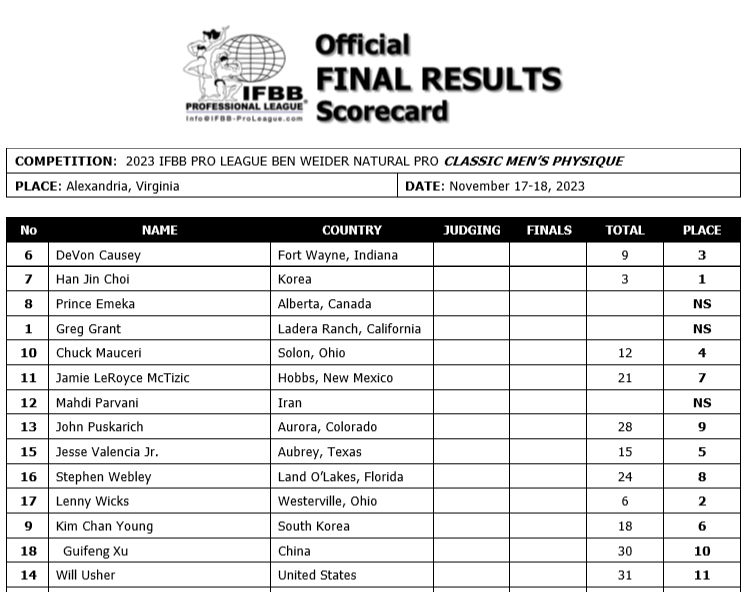 Official
FINAL RESULTS
Scorecard
IFBB
PROFESSIONAL LEAGUE®
Info@IFBB-ProLeague.com
COMPETITION: 2023 IFBB PRO LEAGUE BEN WEIDER NATURAL PRO CLASSIC MEN'S PHYSIQUE
PLACE: Alexandria, Virginia DATE: November 17-18, 2023
No NAME COUNTRY JUDGING FINALS TOTAL PLACE
6 DeVon Causey Fort Wayne, Indiana 9 3
7 Han Jin Choi Korea 3 1
8 Prince Emeka Alberta, Canada NS
1 Greg Grant Ladera Ranch, California NS
10 Chuck Mauceri Solon, Ohio 12 4
11 Jamie LeRoyce McTizic Hobbs, New Mexico 21 7
12 Mahdi Parvani Iran NS
13 John Puskarich Aurora, Colorado 28 9
15 Jesse Valencia Jr. Aubrey, Texas 15 5
16 Stephen Webley Land O'Lakes, Florida 24 8
17 Lenny Wicks Westerville, Ohio 6 2
9 Kim Chan Young South Korea 18 6
18 Guifeng Xu China 30 10
14 Will Usher United States 31 11